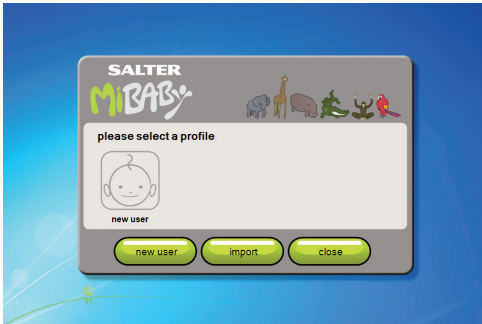 SALTER
MiBABY
please select a profile
new user
new user import close